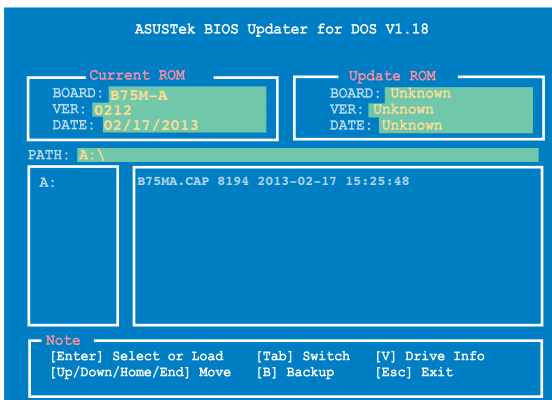 ASUSTek BIOS Updater for DOS V1.18
Current ROM
BOARD: B75M-A
VER: 0212
DATE: 02/17/2013
Update ROM
BOARD: Unknown
VER: Unknown
DATE: Unknown
PATH: A:\
A:
B75MA.CAP 8194 2013-02-17 15:25:48
Note
[Enter] Select or Load [Tab] Switch [V] Drive Info
[Up/Down/Home/End] Move [B] Backup [Esc] Exit